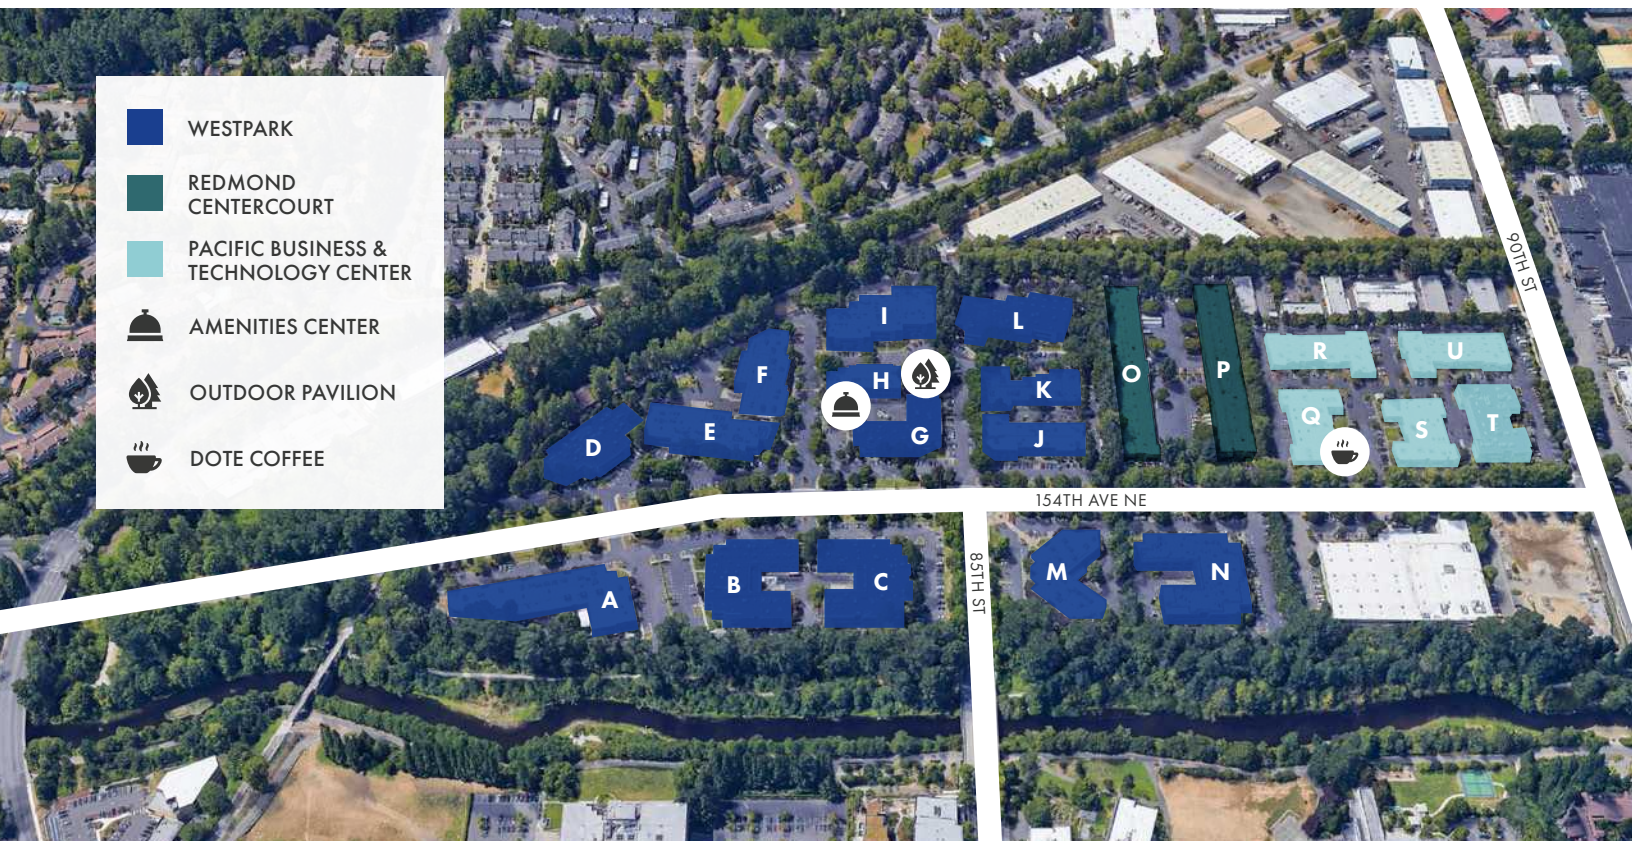 WESTPARK
REDMOND
CENTERCOURT
PACIFIC BUSINESS &
TECHNOLOGY CENTER
AMENITIES CENTER
OUTDOOR PAVILION
DOTE COFFEE
90TH ST
I
L
F
H
K
O
P
R
U
D
E
G
J
Q
S
T
154TH AVE NE
85TH ST
A
B
C
M
N